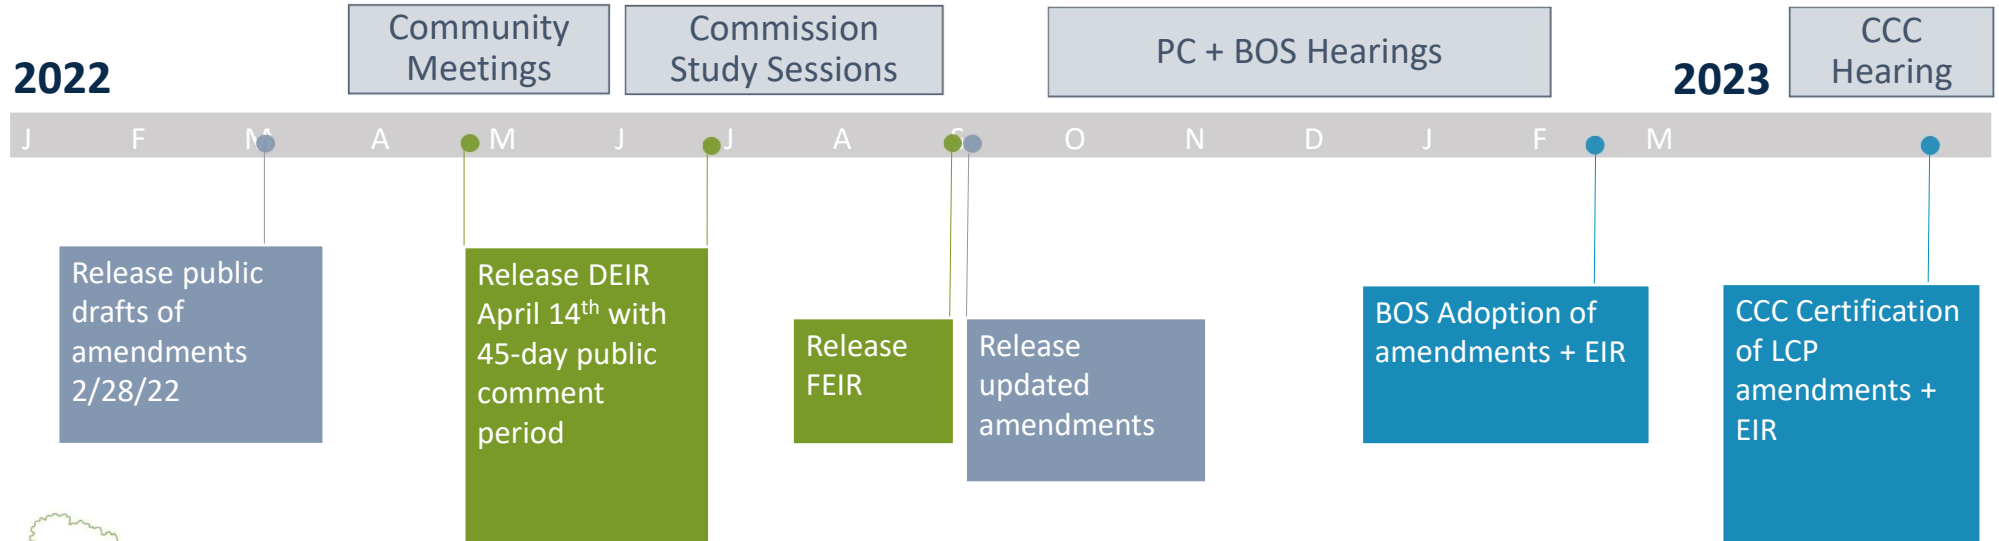 Community
Meetings
Commission
Study Sessions
PC + BOS Hearings
CCC
Hearing
2022
2023
J F M A M J J A S O N D J F M
Release public
drafts of
amendments
2/28/22
Release DEIR
April 14th with
45-day public
comment
period
Release
FEIR
Release
updated
amendments
BOS Adoption of
amendments + EIR
CCC Certification
of LCP
amendments +
EIR